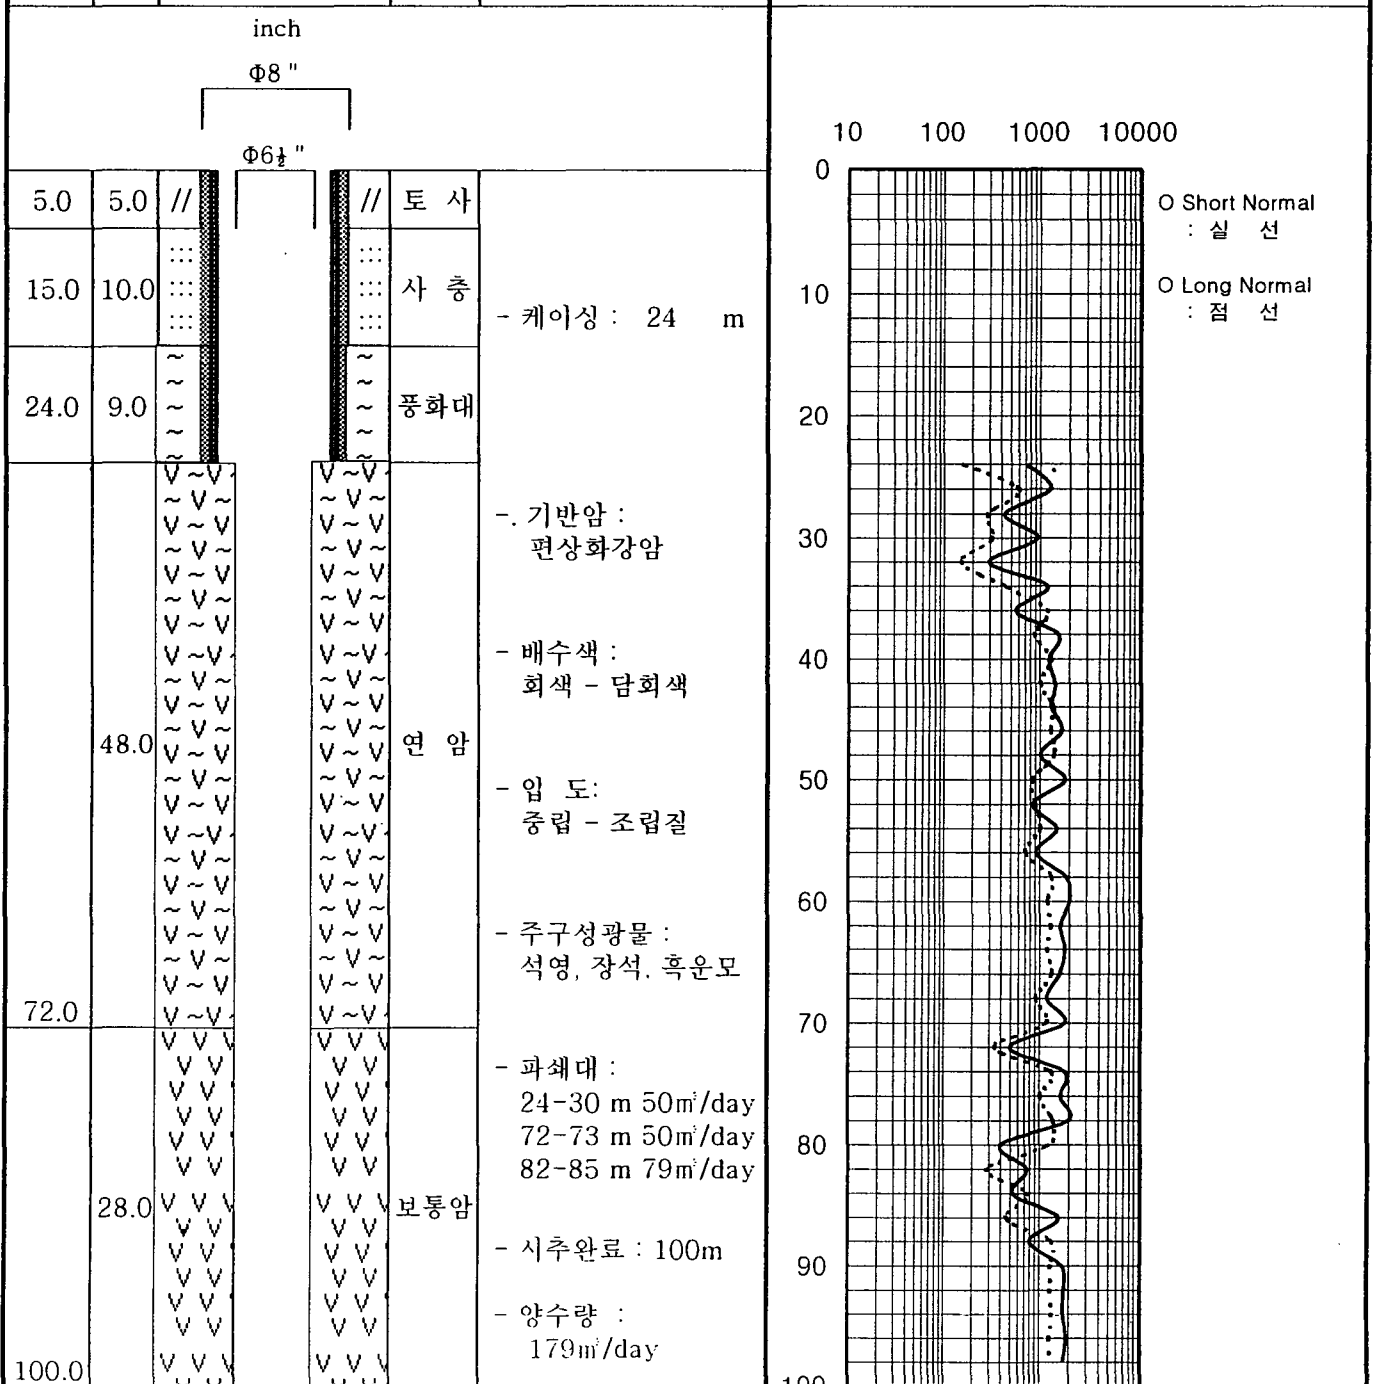 inch
Φ8 "
Φ6½ "
5.0 5.0 // // 토 사
15.0 10.0 사 층
- 케이싱 : 24 m
24.0 9.0 풍화대
-. 기반암 :
편상화강암
- 배수색 :
회색 - 담회색
48.0 연 암
- 입 도:
중립 - 조립질
- 주구성광물 :
석영, 장석, 흑운모
72.0
- 파쇄대 :
24-30 m 50㎥/day
72-73 m 50㎥/day
82-85 m 79㎥/day
28.0 보통암
- 시추완료 : 100m
- 양수량 :
179㎥/day
100.0
10 100 1000 10000
0
O Short Normal
: 실 선
10
O Long Normal
: 점 선
20
30
40
50
60
70
80
90
100